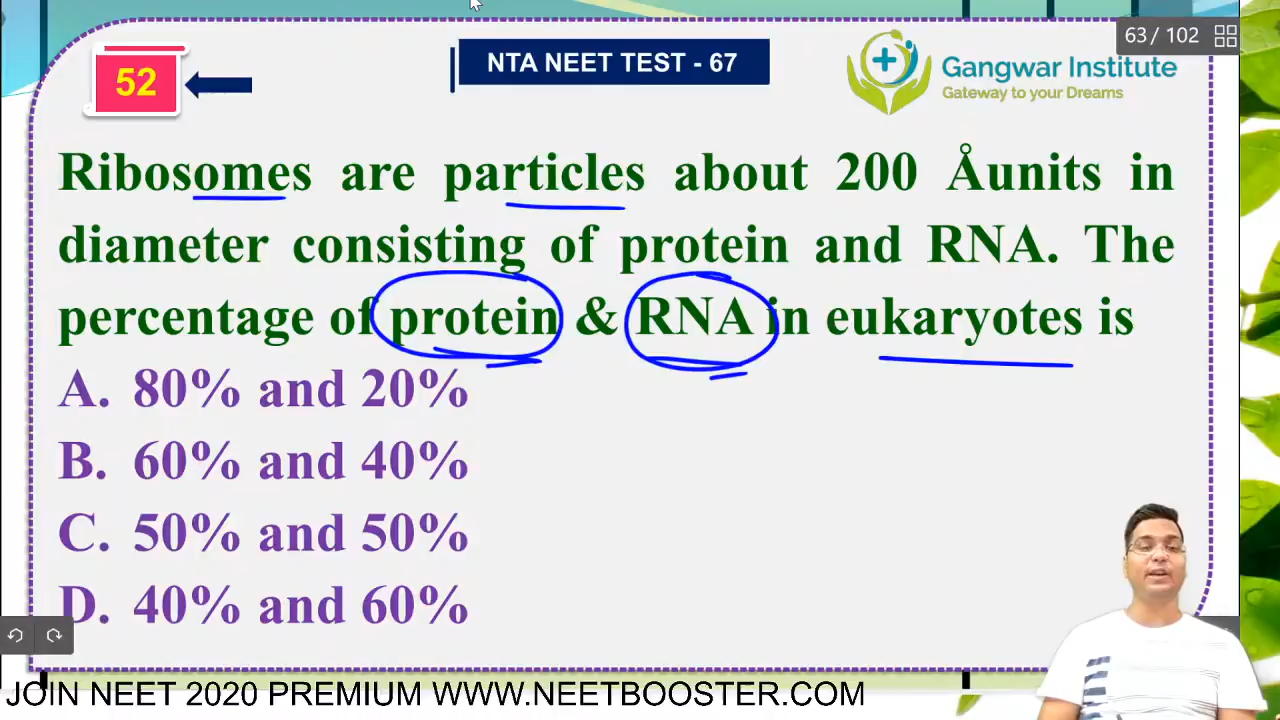 63 / 102
52
NTA NEET TEST - 67
Gangwar Institute
Gateway to your Dreams
Ribosomes are particles about 200 Åunits in
diameter consisting of protein and RNA. The
percentage of protein & RNA in eukaryotes is
A. 80% and 20%
B. 60% and 40%
C. 50% and 50%
D. 40% and 60%
JOIN NEET 2020 PREMIUM WWW.NEETBOOSTER.COM